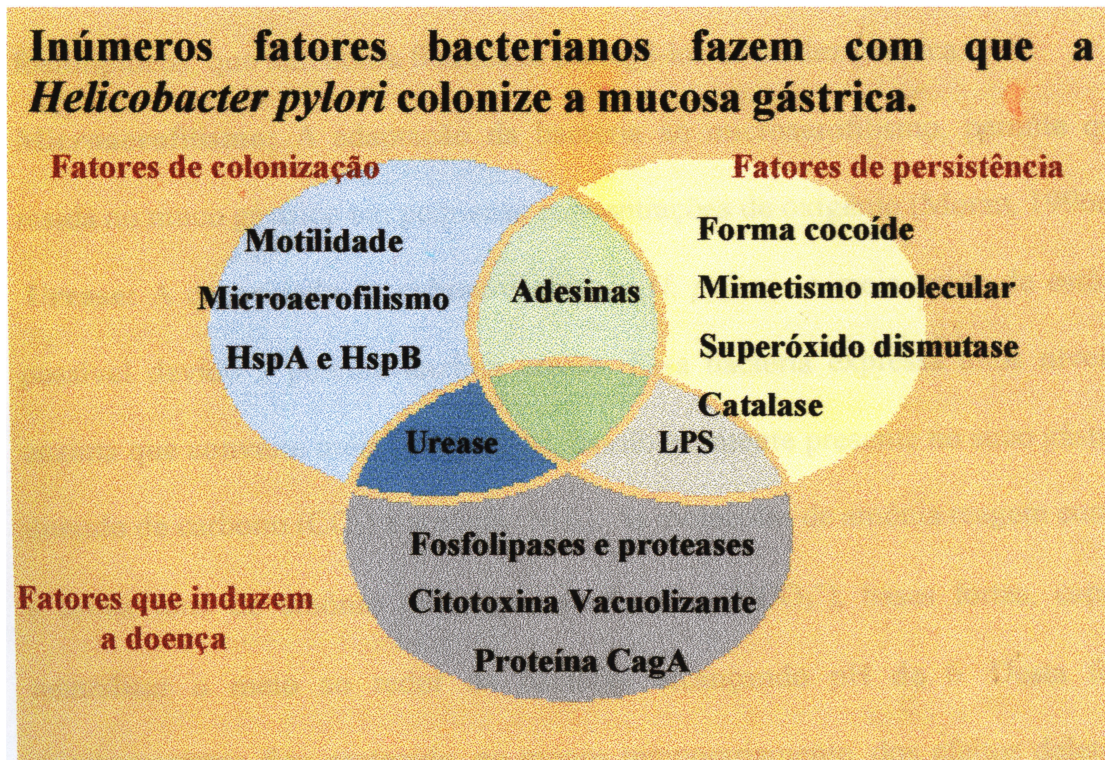 Inúmeros fatores bacterianos fazem com que a
Helicobacter pylori colonize a mucosa gástrica.
Fatores de colonização
Fatores de persistência
Motilidade
Microaerofilismo
HspA e HspB
Adesinas
Forma cocoíde
Mimetismo molecular
Superóxido dismutase
Catalase
Urease
LPS
Fosfolipases e proteases
Citotoxina Vacuolizante
Proteína CagA
Fatores que induzem
a doença